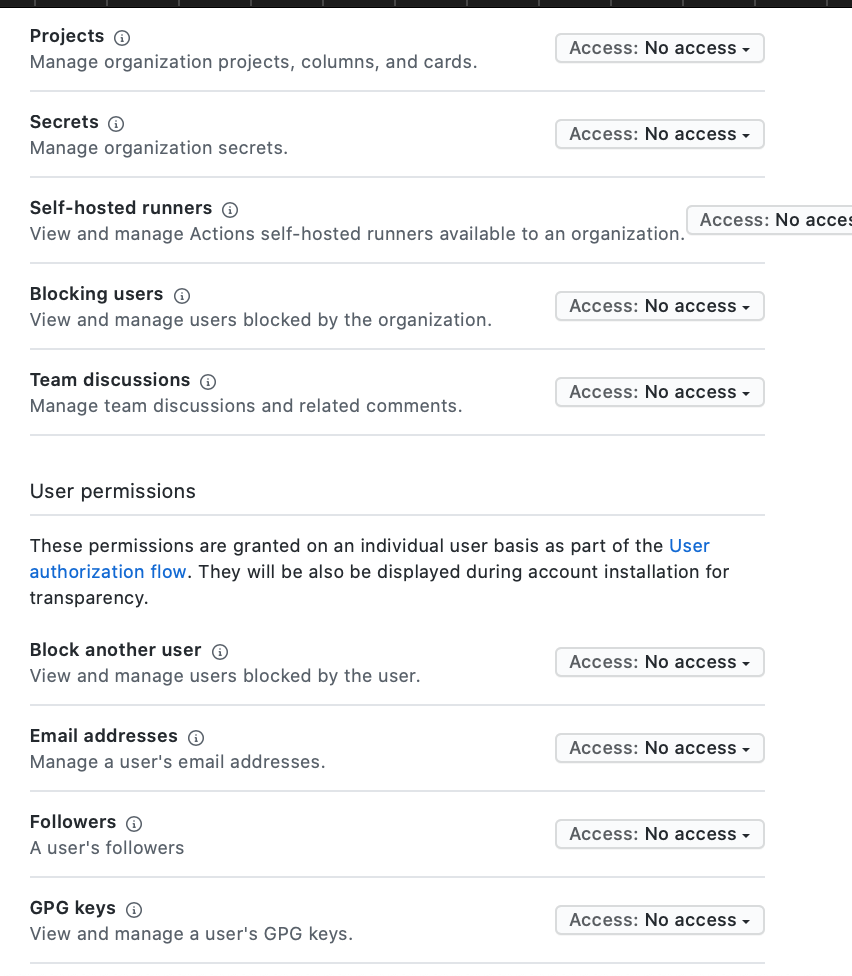 Projects
Manage organization projects, columns, and cards.
Access: No access
Secrets
Manage organization secrets.
Access: No access
Self-hosted runners
View and manage Actions self-hosted runners available to an organization.
Access: No acces
Blocking users
View and manage users blocked by the organization.
Access: No access
Team discussions
Manage team discussions and related comments.
Access: No access
User permissions
These permissions are granted on an individual user basis as part of the User
authorization flow. They will be also be displayed during account installation for
transparency.
Block another user
View and manage users blocked by the user.
Access: No access
Email addresses
Manage a user's email addresses.
Access: No access
Followers
A user's followers
Access: No access
GPG keys
View and manage a user's GPG keys.
Access: No access